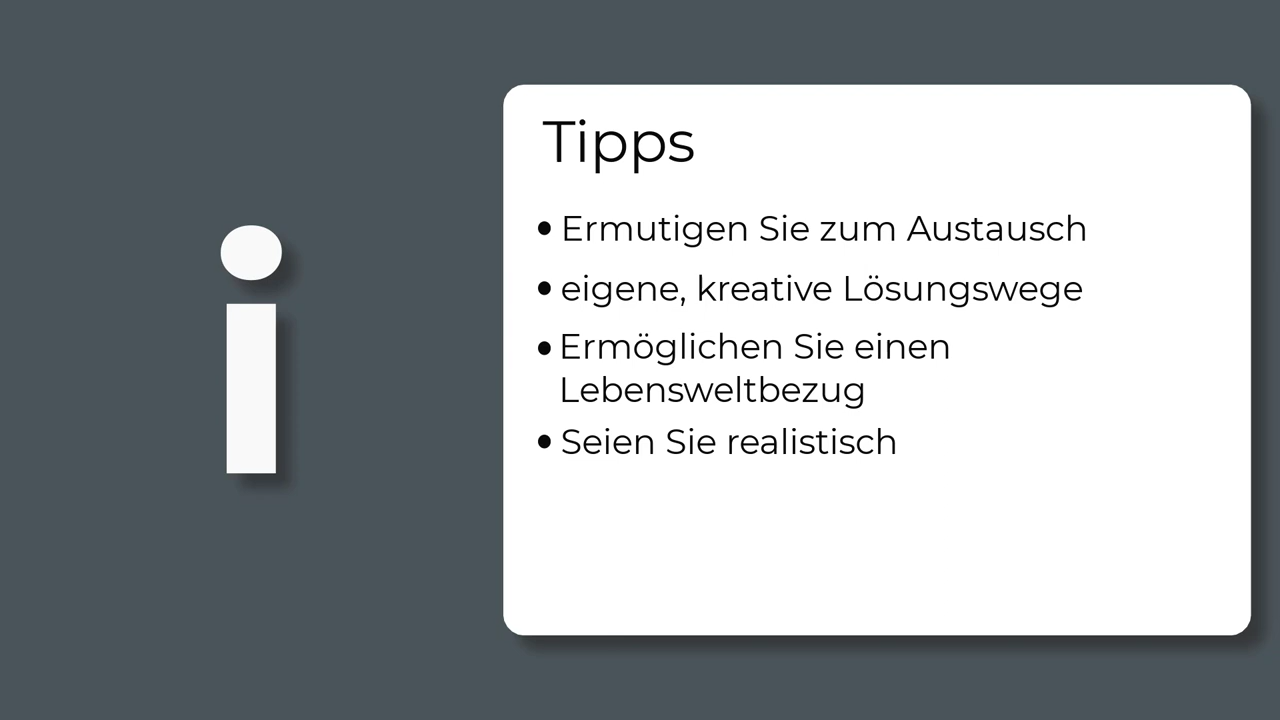 i
Tipps
• Ermutigen Sie zum Austausch
• eigene, kreative Lösungswege
• Ermöglichen Sie einen
Lebensweltbezug
• Seien Sie realistisch